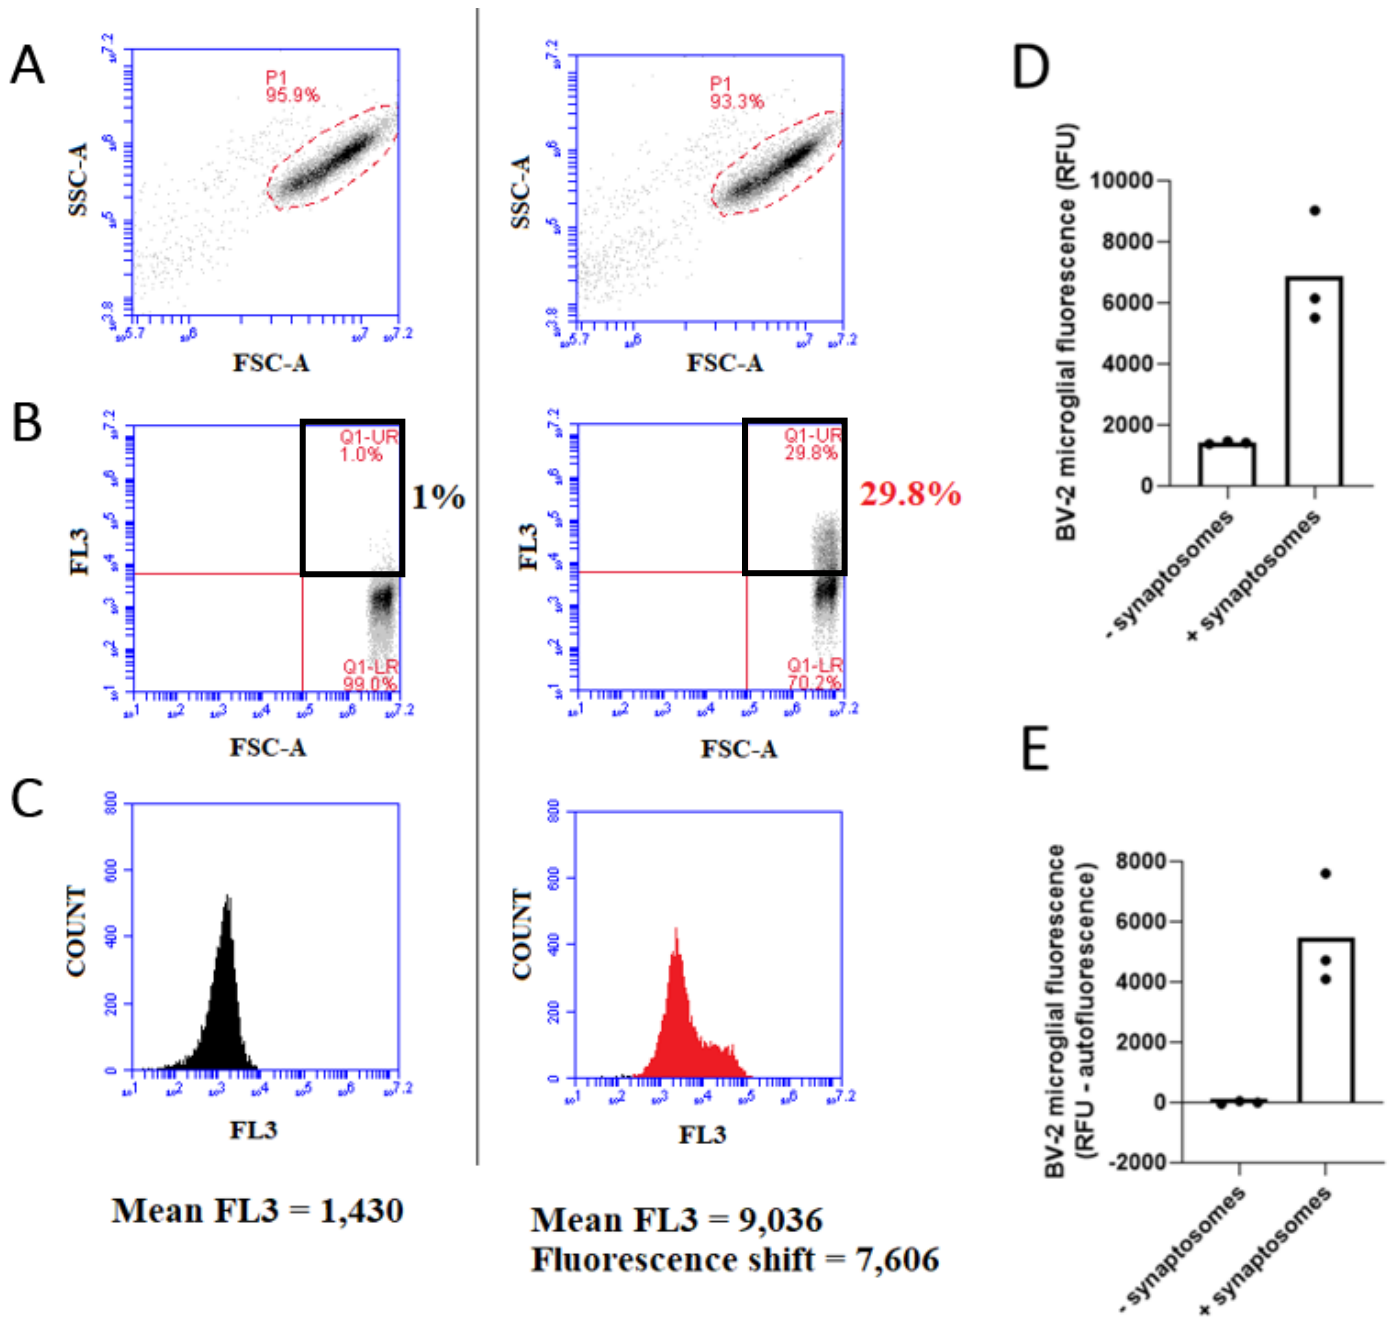 A
P1
95.9%
SSC-A
FSC-A
P1
93.3%
SSC-A
FSC-A
B
Q1-UR
1.0%
1%
Q1-LR
99.0%
FL3
FSC-A
Q1-UR
29.8%
29.8%
Q1-LR
70.2%
FL3
FSC-A
C
800
600
400
200
0
COUNT
FL3
Mean FL3 = 1,430
800
600
400
200
0
COUNT
FL3
Mean FL3 = 9,036
Fluorescence shift = 7,606
D
BV-2 microglial fluorescence (RFU)
10000
8000
6000
4000
2000
0
- synaptosomes
+ synaptosomes
E
BV-2 microglial fluorescence
(RFU - autofluorescence)
8000
6000
4000
2000
0
-2000
- synaptosomes
+ synaptosomes